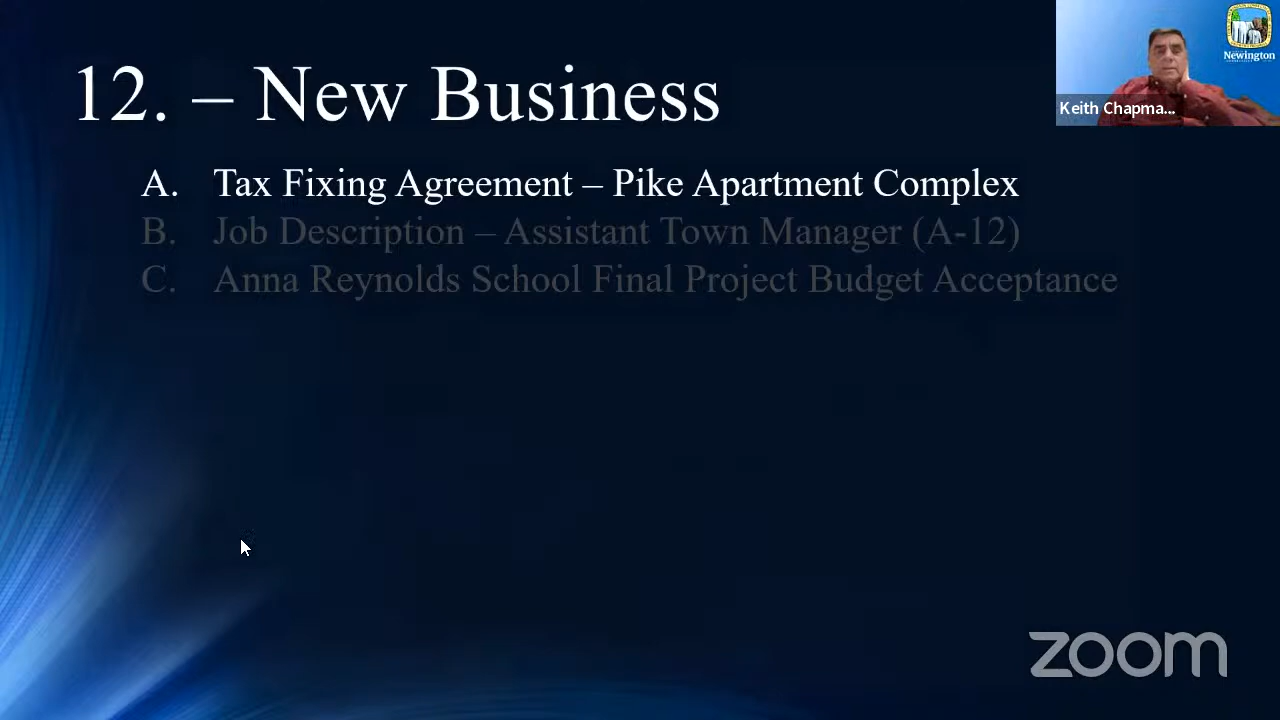 12. – New Business
A. Tax Fixing Agreement – Pike Apartment Complex
B. Job Description – Assistant Town Manager (A-12)
C. Anna Reynolds School Final Project Budget Acceptance
Newington
Keith Chapma...
zoom